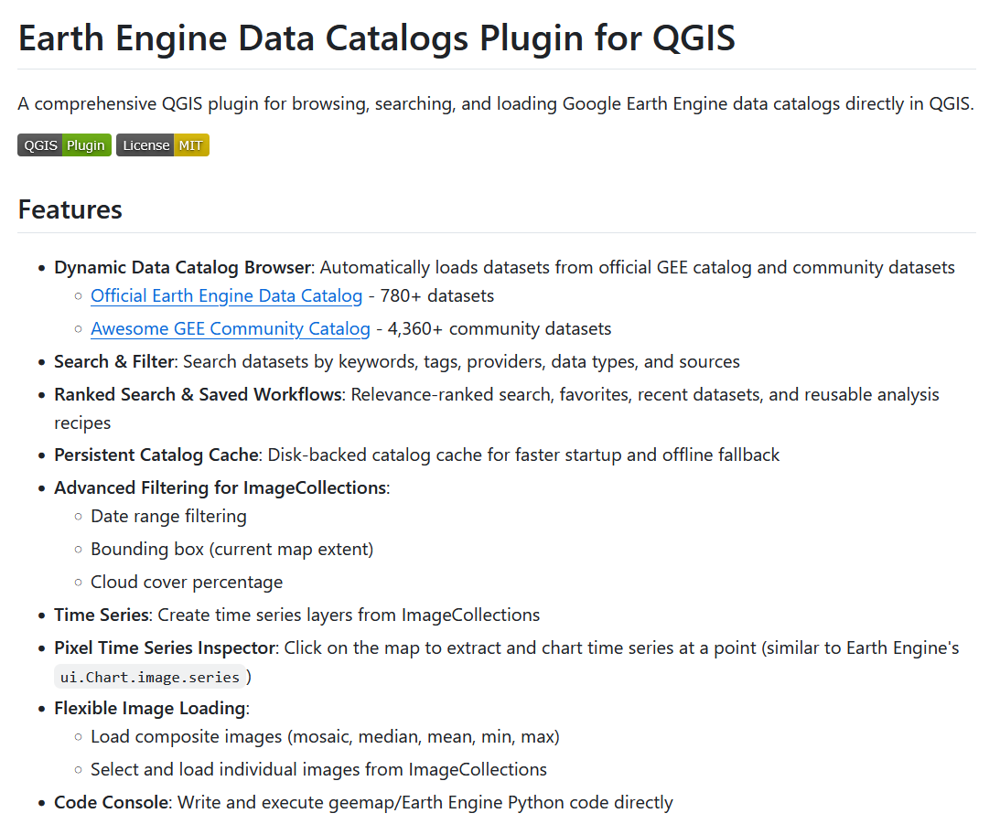 Earth Engine Data Catalogs Plugin for QGIS
A comprehensive QGIS plugin for browsing, searching, and loading Google Earth Engine data catalogs directly in QGIS.
QGIS Plugin License MIT
Features
• Dynamic Data Catalog Browser: Automatically loads datasets from official GEE catalog and community datasets
○ Official Earth Engine Data Catalog - 780+ datasets
○ Awesome GEE Community Catalog - 4,360+ community datasets
• Search & Filter: Search datasets by keywords, tags, providers, data types, and sources
• Ranked Search & Saved Workflows: Relevance-ranked search, favorites, recent datasets, and reusable analysis
recipes
• Persistent Catalog Cache: Disk-backed catalog cache for faster startup and offline fallback
• Advanced Filtering for ImageCollections:
○ Date range filtering
○ Bounding box (current map extent)
○ Cloud cover percentage
• Time Series: Create time series layers from ImageCollections
• Pixel Time Series Inspector: Click on the map to extract and chart time series at a point (similar to Earth Engine's
ui.Chart.image.series )
• Flexible Image Loading:
○ Load composite images (mosaic, median, mean, min, max)
○ Select and load individual images from ImageCollections
• Code Console: Write and execute geemap/Earth Engine Python code directly